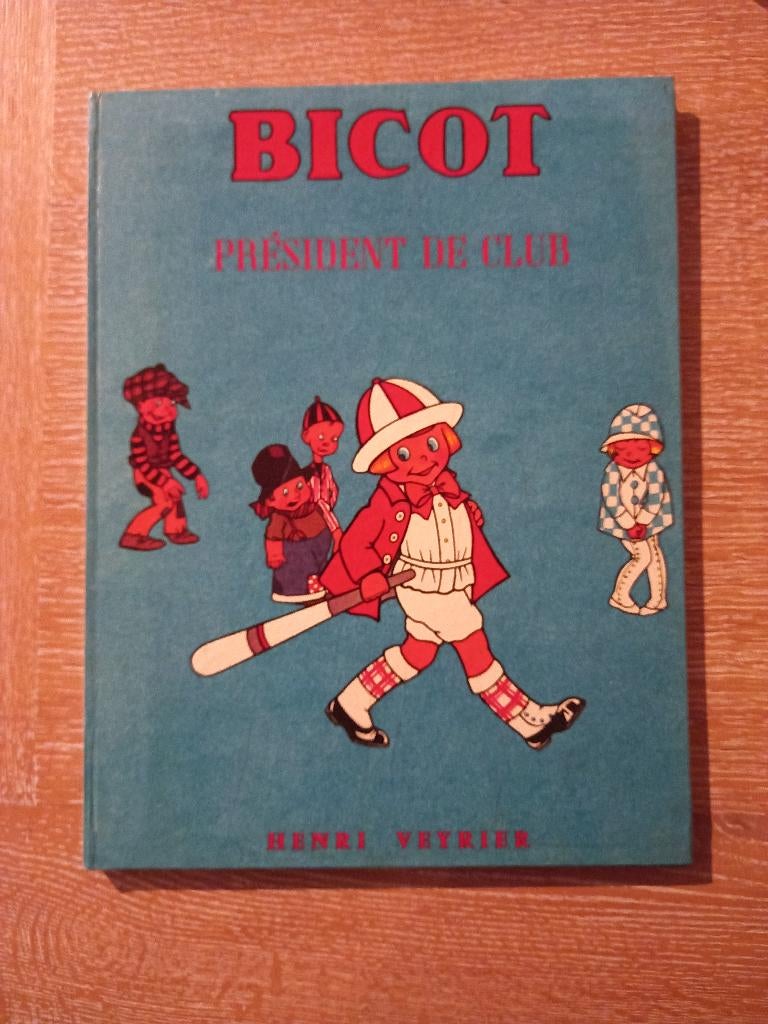 BICOT
PRÉSIDENT DE CLUB
HENRI VEYRIER